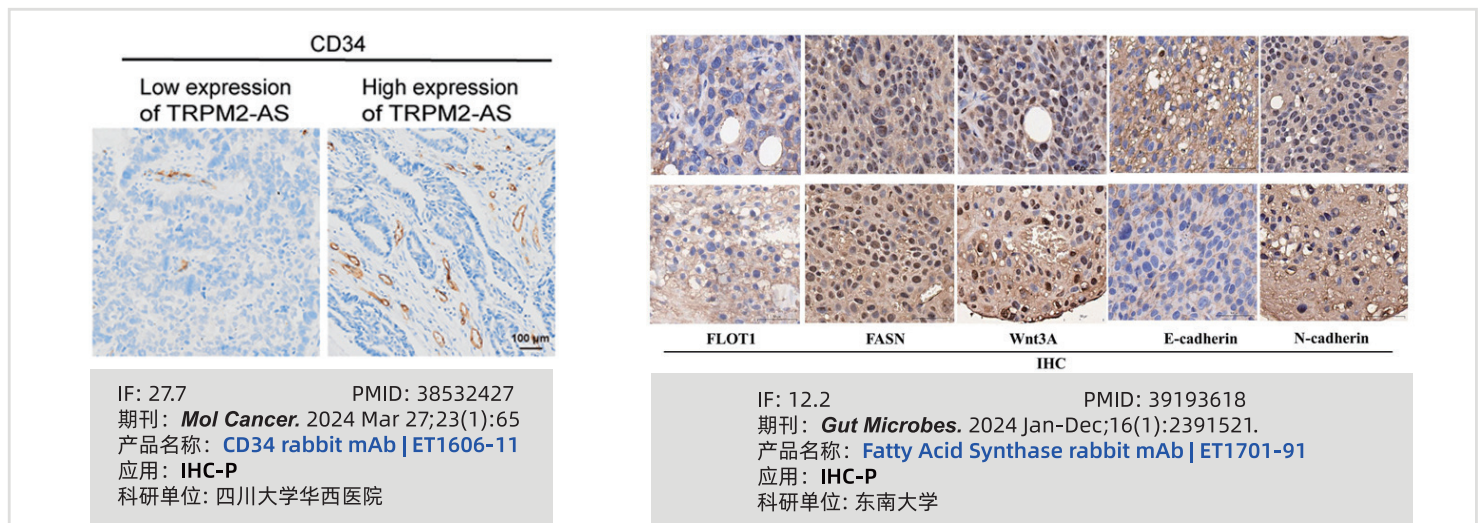 CD34
Low expression
of TRPM2-AS
High expression
of TRPM2-AS
100 μm
IF: 27.7 PMID: 38532427
期刊：Mol Cancer. 2024 Mar 27;23(1):65
产品名称：CD34 rabbit mAb | ET1606-11
应用：IHC-P
科研单位: 四川大学华西医院
FLOT1 FASN Wnt3A E-cadherin N-cadherin
IHC
IF: 12.2 PMID: 39193618
期刊：Gut Microbes. 2024 Jan-Dec;16(1):2391521.
产品名称：Fatty Acid Synthase rabbit mAb | ET1701-91
应用：IHC-P
科研单位: 东南大学